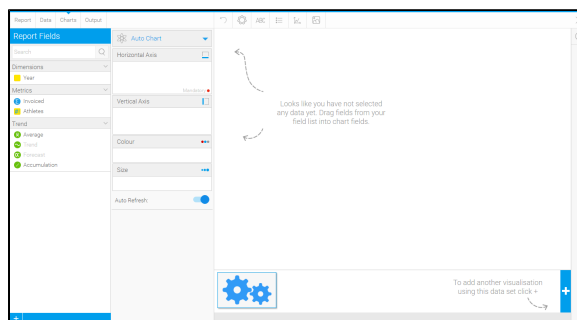 Report Data Charts Output
ABC
Report Fields
Auto Chart
Search
Horizontal Axis
Dimensions
Year
Mandatory
Metrics
Invoiced
Vertical Axis
Athletes
Trend
Average
Trend
Forecast
Accumulation
Colour
Size
Auto Refresh
Looks like you have not selected
any data yet. Drag fields from your
field list into chart fields.
To add another visualisation
using this data set click +
+
+